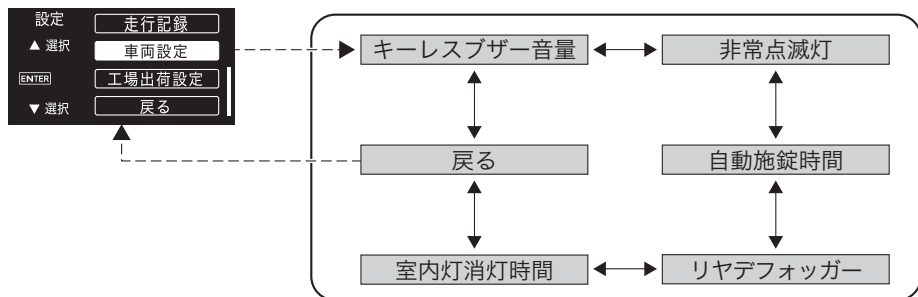 設定
走行記録
▲ 選択
車両設定
ENTER
工場出荷設定
▼ 選択
戻る
キーレスブザー音量
非常点滅灯
戻る
自動施錠時間
室内灯消灯時間
リヤデフォッガー